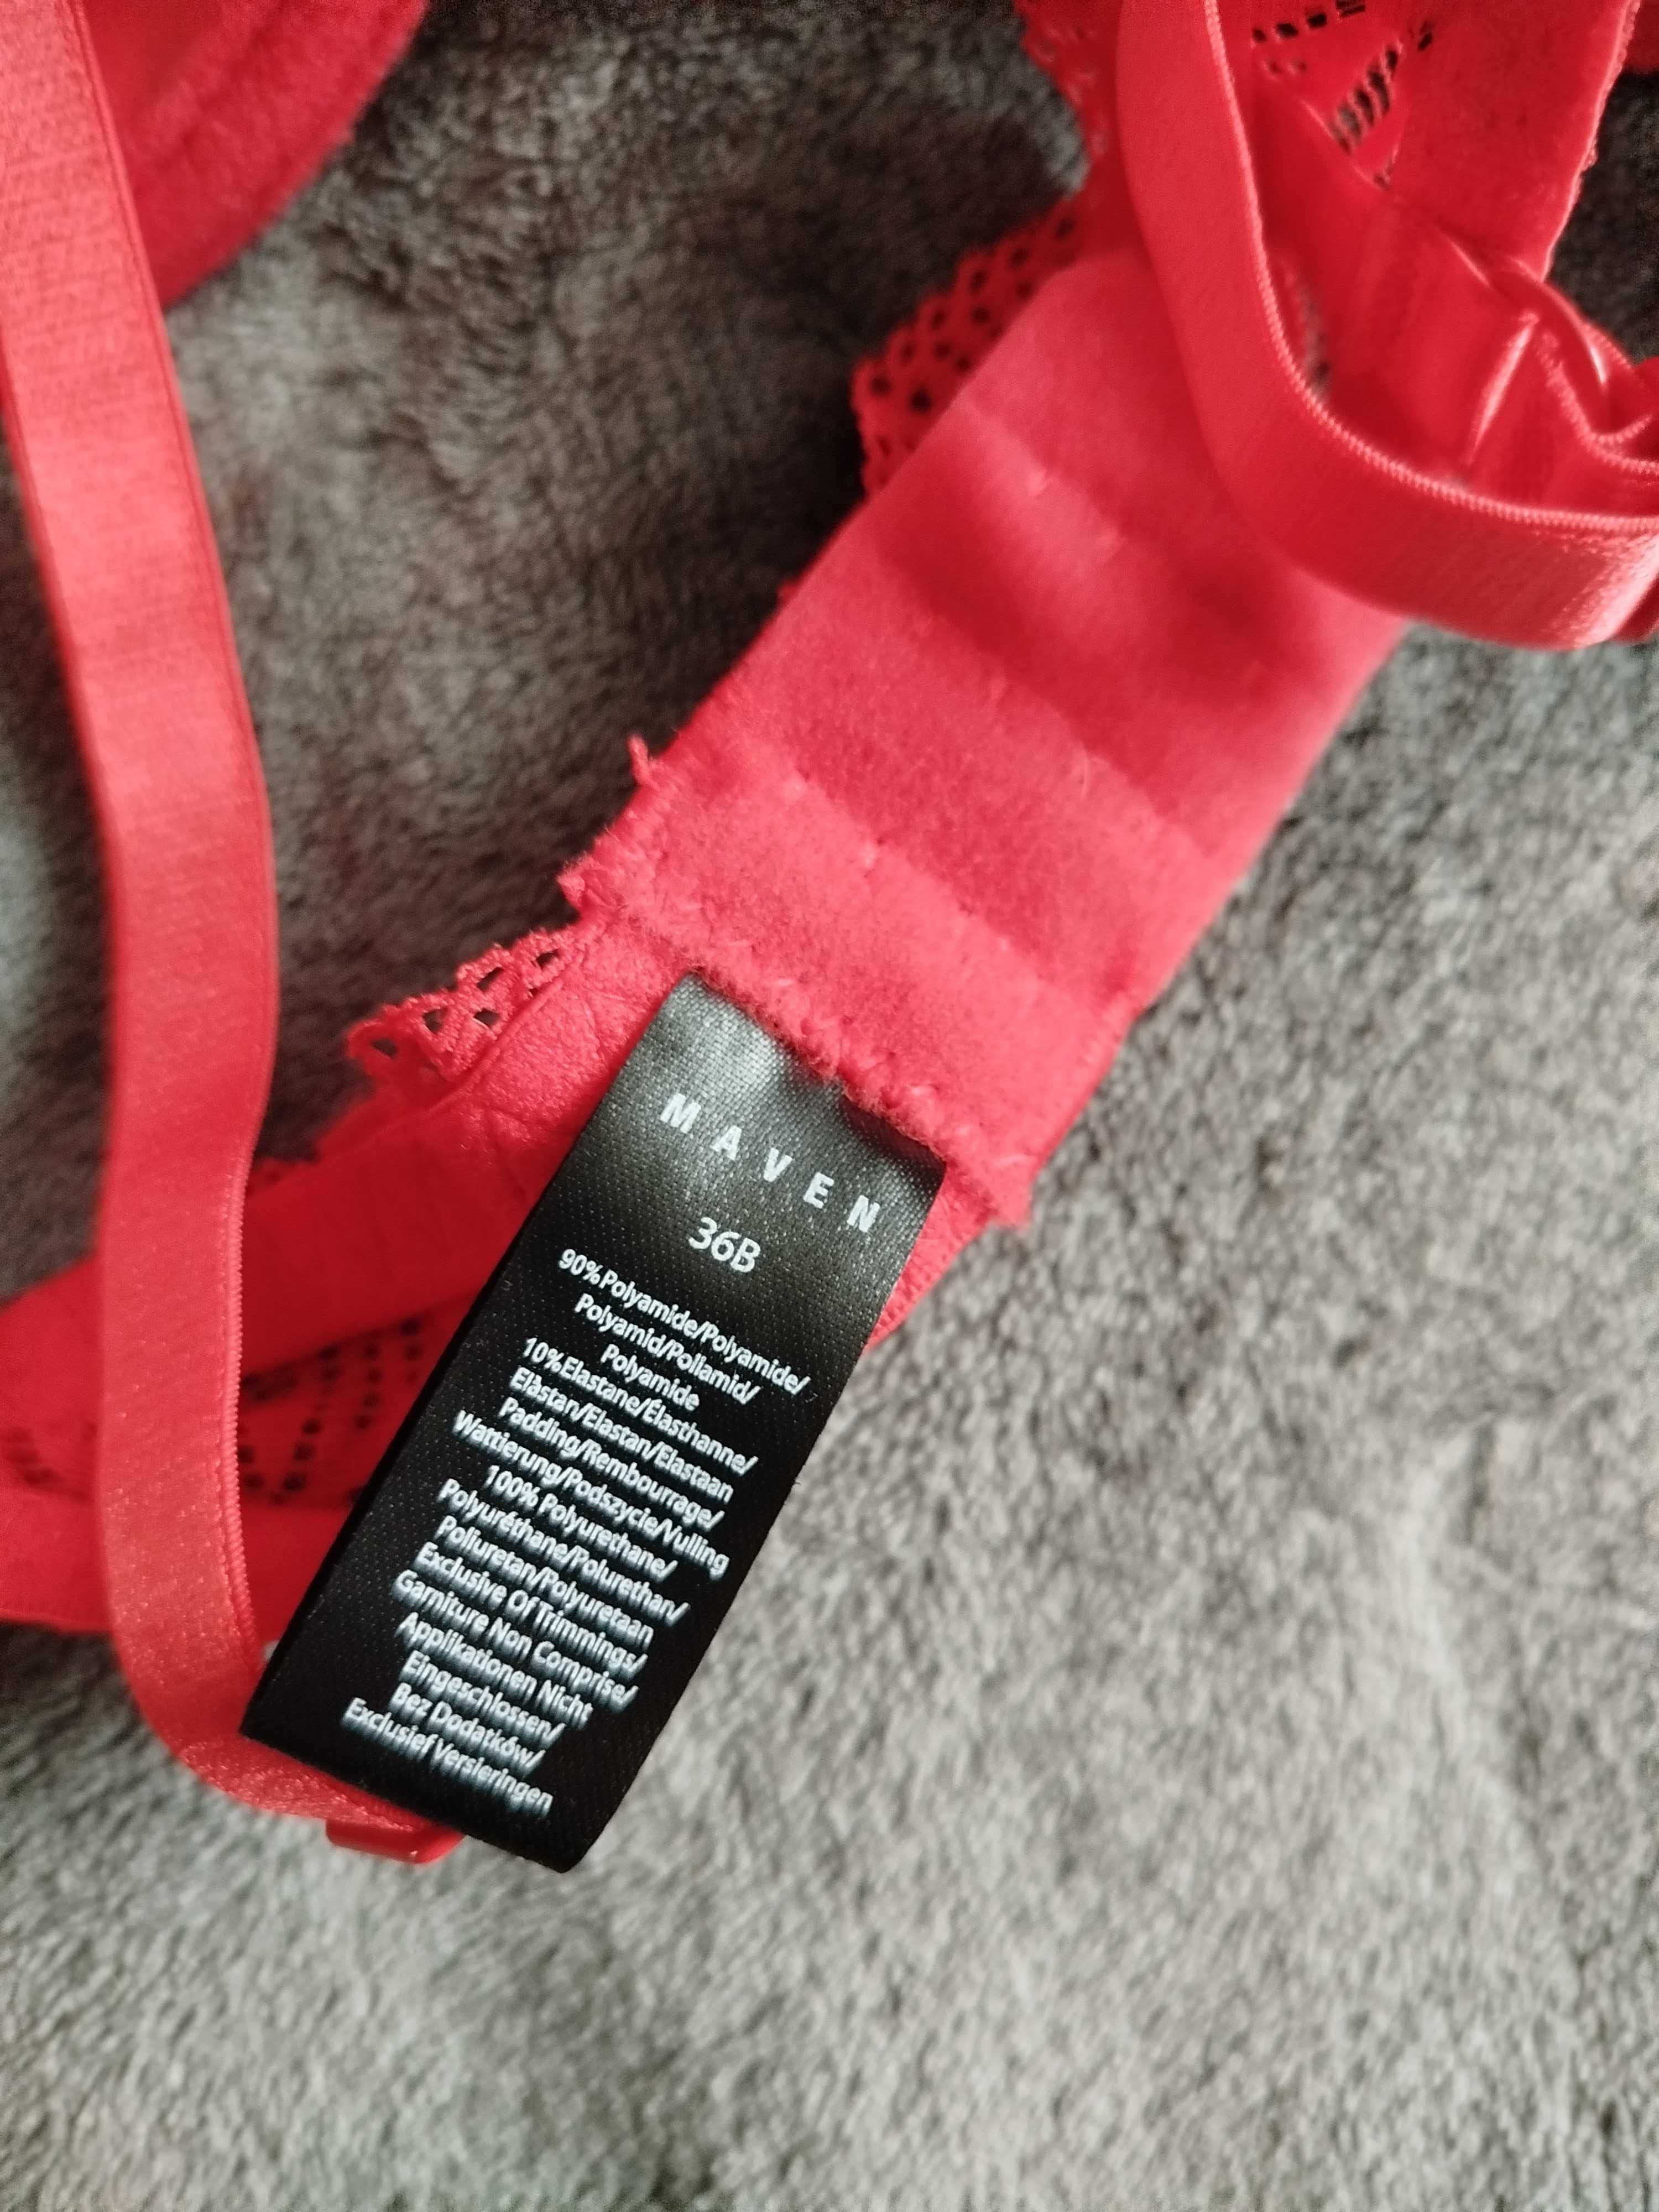 MAVEN
36B
90%Polyamide/Polyamide/
Polyamid/Poliamid/
Polyamide
10%Elastane/Élasthanne/
Elastan/Elastan/Elastaan
Padding/Rembourrage/
Wattierung/Podszycie/Vulling
100% Polyurethane/
Polyuréthane/Polurethan/
Poliuretan/Polyuretaan
Exclusive Of Trimmings/
Garniture Non Comprise/
Applikationen Nicht
Eingeschlossen/
Bez Dodatków/
Exclusief Versieringen